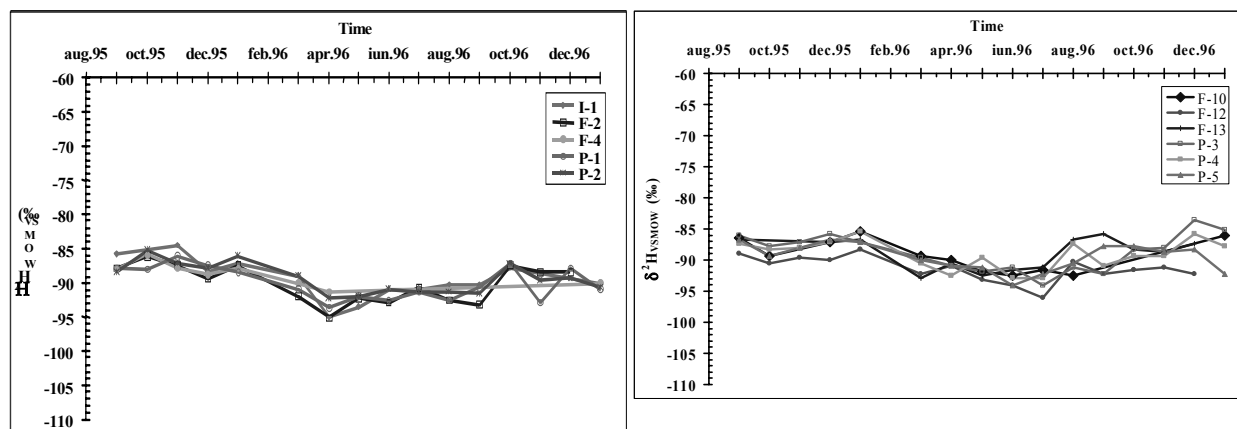 Time
aug.95 oct.95 dec.95 feb.96 apr.96 iun.96 aug.96 oct.96 dec.96
-60
-65
-70
-75
-80
-85
-90
-95
-100
-105
-110
I-1
F-2
F-4
P-1
P-2
(‰
VS
M O
W
H
Time
aug.95 oct.95 dec.95 feb.96 apr.96 iun.96 aug.96 oct.96 dec.96
-60
-65
-70
-75
-80
-85
-90
-95
-100
-105
-110
F-10
F-12
F-13
P-3
P-4
P-5
δ²H VSMOW (‰)